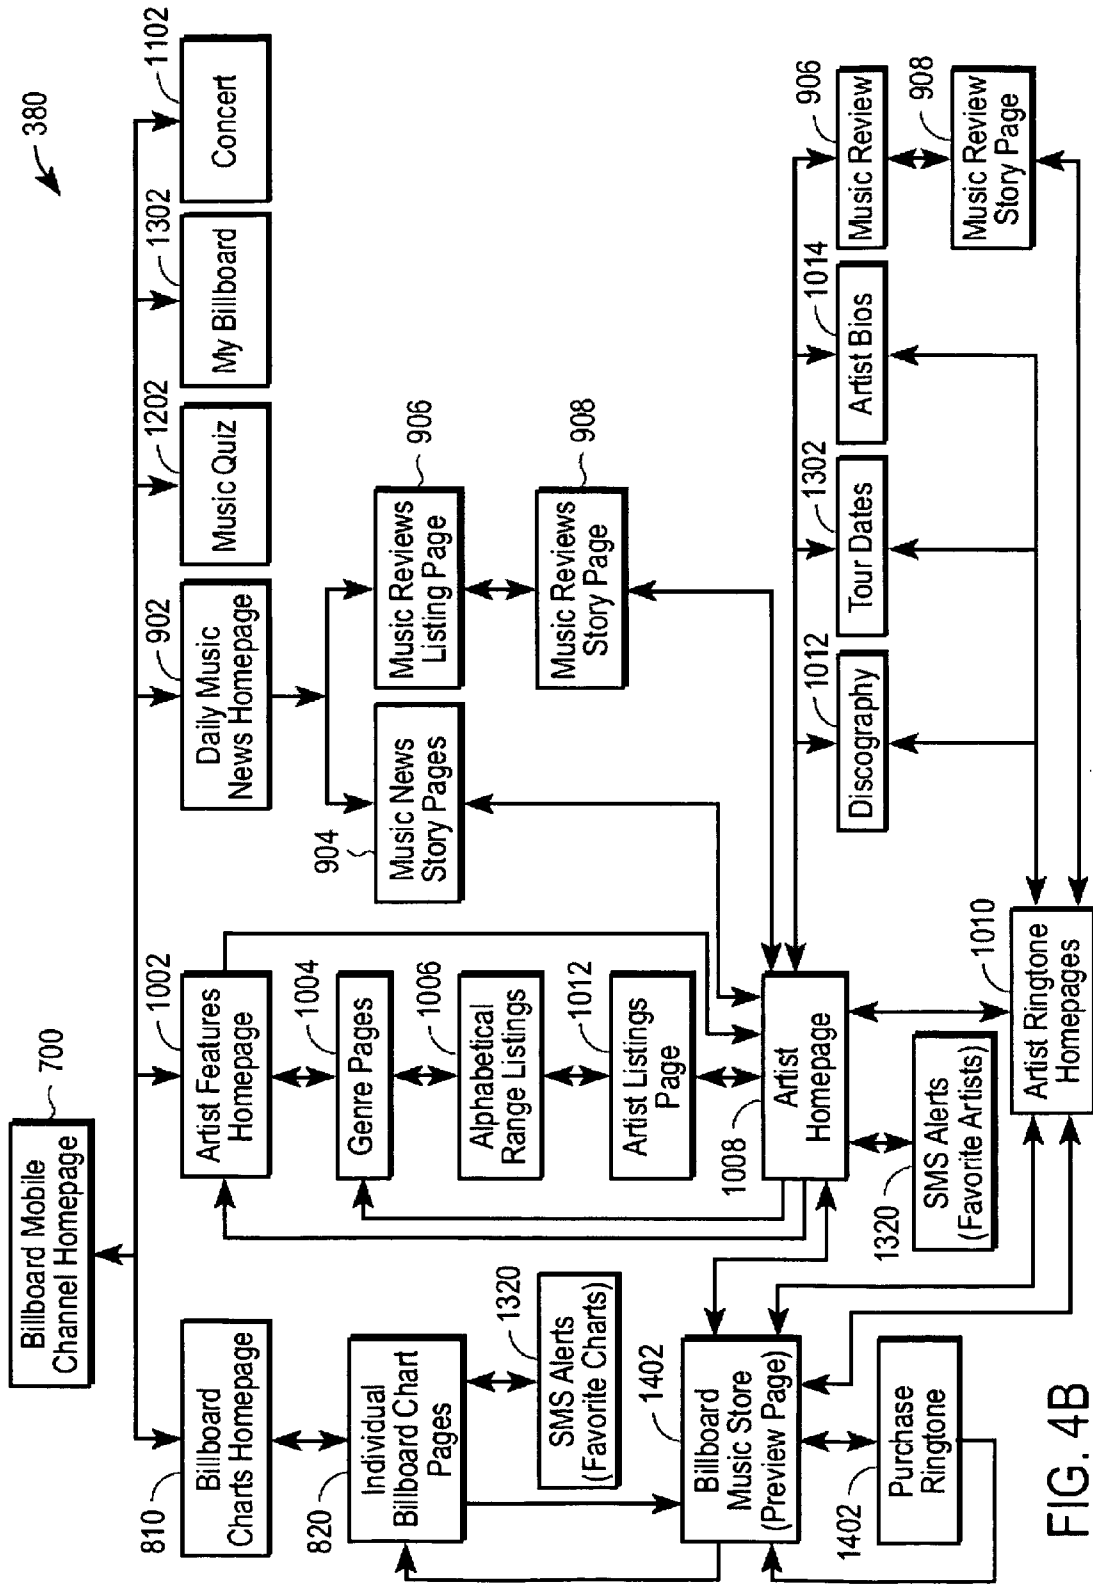 380
Billboard Mobile
Channel Homepage
700
Billboard
Charts Homepage
810
Artist Features
Homepage
1002
Daily Music
News Homepage
902
Music Quiz
1202
My Billboard
1302
Concert
1102
Individual
Billboard Chart
Pages
820
Genre Pages
1004
Music News
Story Pages
904
Music Reviews
Listing Page
906
Alphabetical
Range Listings
1006
SMS Alerts
(Favorite Charts)
1320
Music Reviews
Story Page
908
Artist Listings
Page
1012
Billboard
Music Store
(Preview Page)
1402
Artist
Homepage
1008
Discography
1012
Tour Dates
1302
Artist Bios
1014
Music Review
906
Purchase
Ringtone
1402
SMS Alerts
(Favorite Artists)
1320
Music Review
Story Page
908
Artist Ringtone
Homepages
1010
FIG. 4B